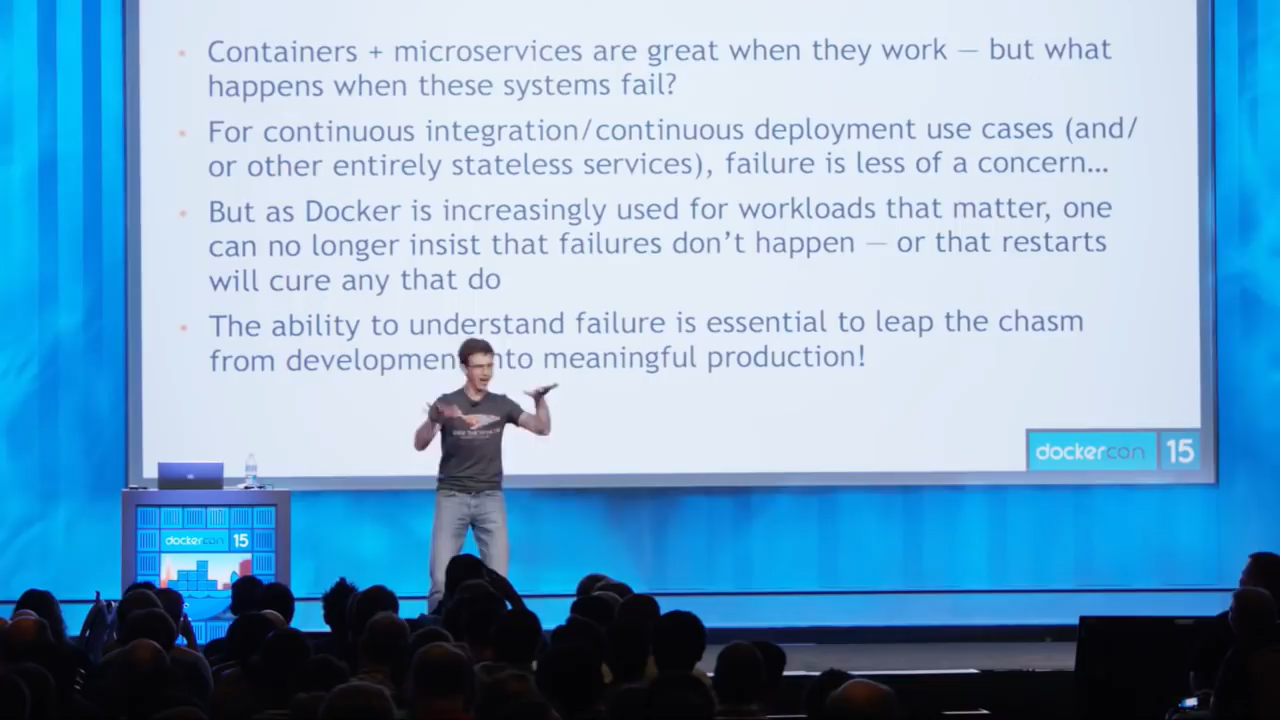 Containers + microservices are great when they work — but what
happens when these systems fail?
For continuous integration/continuous deployment use cases (and/
or other entirely stateless services), failure is less of a concern…
But as Docker is increasingly used for workloads that matter, one
can no longer insist that failures don’t happen — or that restarts
will cure any that do
The ability to understand failure is essential to leap the chasm
from developmen nto meaningful production!
dockercon 15
dockercon 15